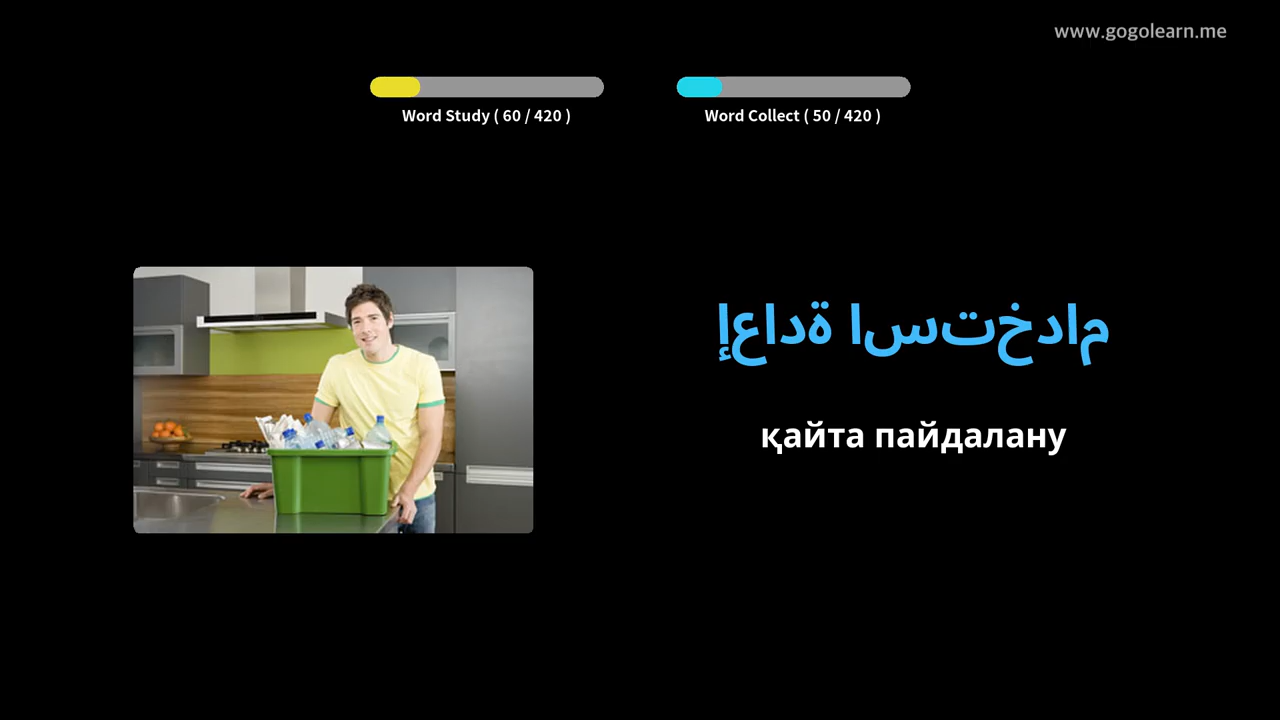 www.gogolearn.me
Word Study ( 60 / 420 )
Word Collect ( 50 / 420 )
إعادة استخدام
қайта пайдалану